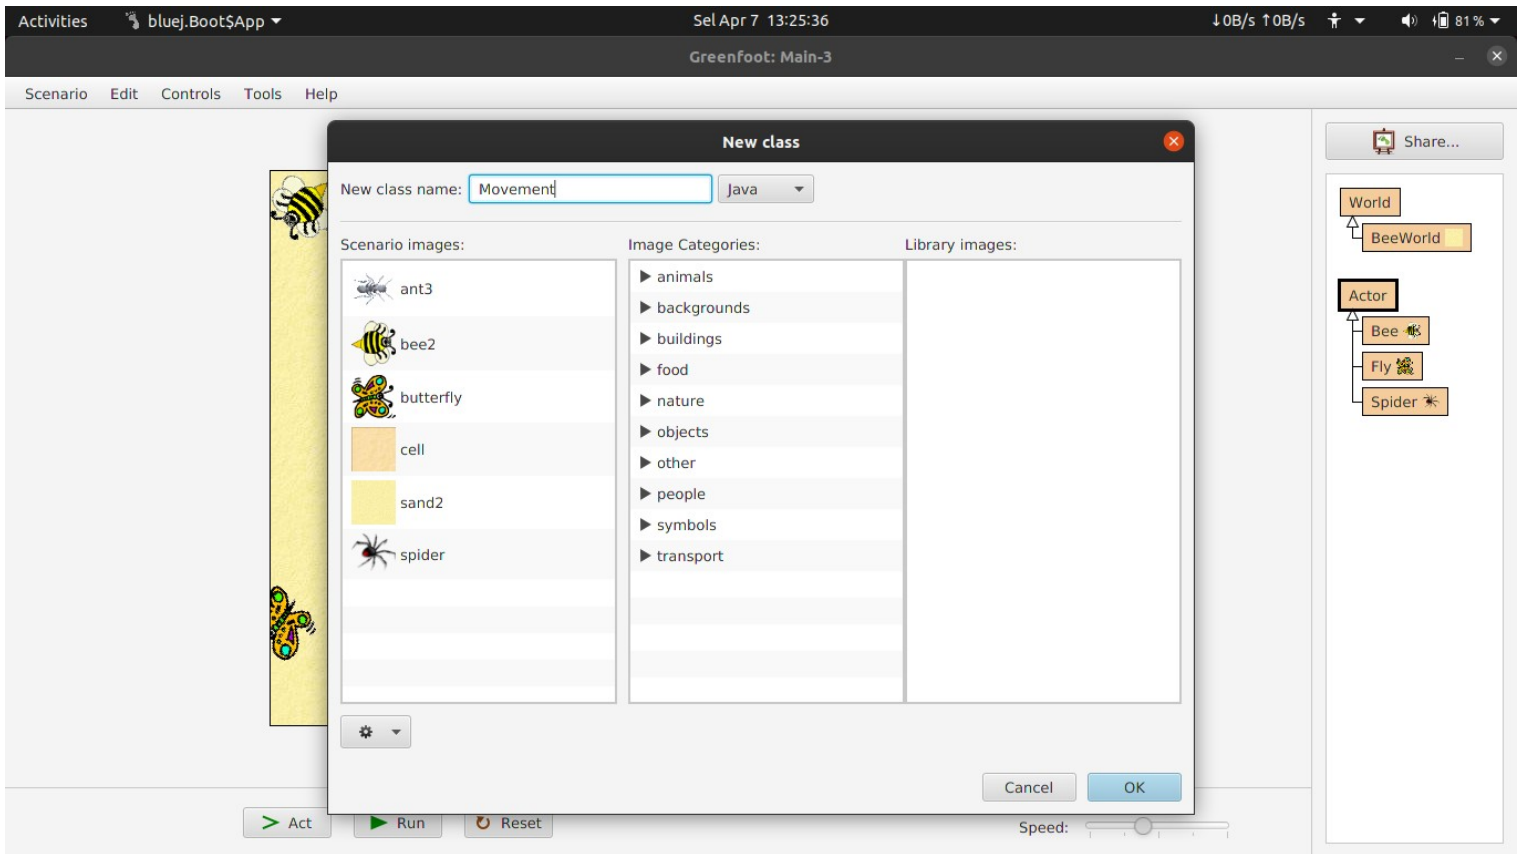 Activities bluej.Boot$App Sel Apr 7 13:25:36 ↓0B/s ↑0B/s 81%
Greenfoot: Main-3
Scenario Edit Controls Tools Help
New class
Share...
New class name: Movement Java
World
BeeWorld
Scenario images: Image Categories: Library images:
ant3
bee2
butterfly
cell
sand2
spider
animals
backgrounds
buildings
food
nature
objects
other
people
symbols
transport
Actor
Bee
Fly
Spider
Cancel OK
Act Run Reset Speed: